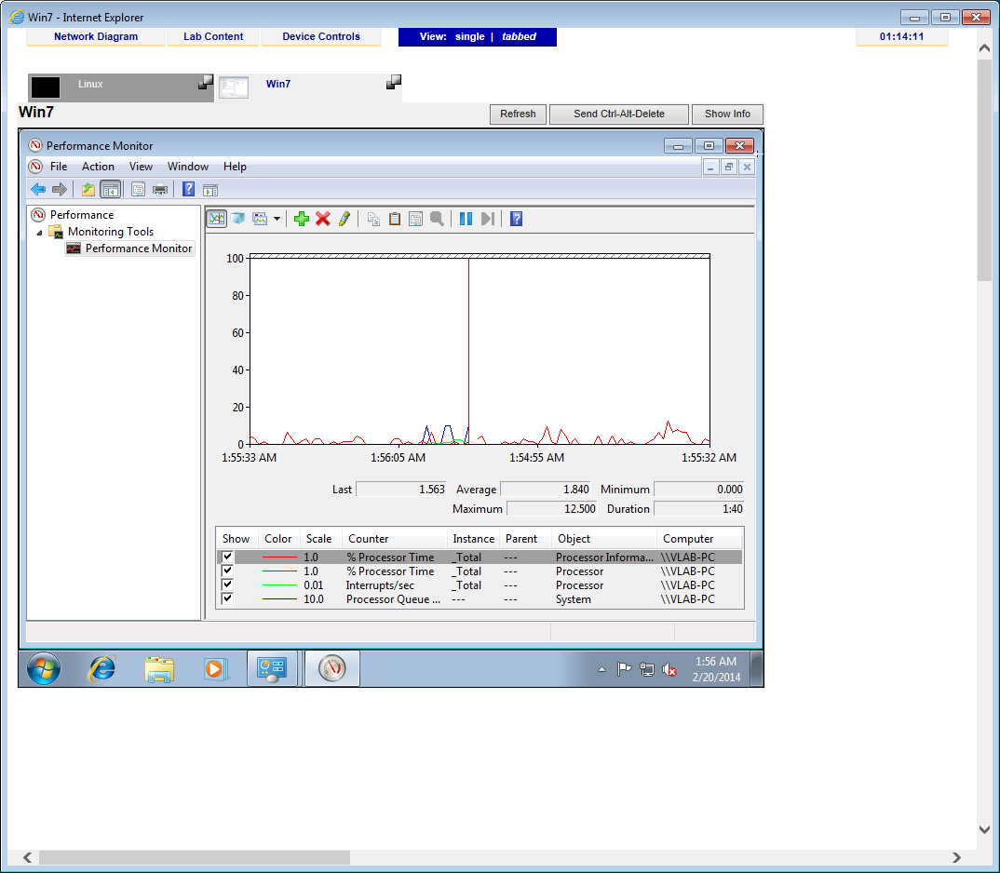 Win7 - Internet Explorer
Network Diagram Lab Content Device Controls View: single | tabbed 01:14:11
Linux Win7
Win7 Refresh Send Ctrl-Alt-Delete Show Info
Performance Monitor
File Action View Window Help
Performance
Monitoring Tools
Performance Monitor
100
80
60
40
20
0
1:55:33 AM 1:56:05 AM 1:54:55 AM 1:55:32 AM
Last 1.563 Average 1.840 Minimum 0.000
Maximum 12.500 Duration 1:40
Show Color Scale Counter Instance Parent Object Computer
1.0 % Processor Time _Total --- Processor Informa... \\VLAB-PC
1.0 % Processor Time _Total --- Processor \\VLAB-PC
0.01 Interrupts/sec _Total --- Processor \\VLAB-PC
10.0 Processor Queue ... --- --- System \\VLAB-PC
1:56 AM
2/20/2014